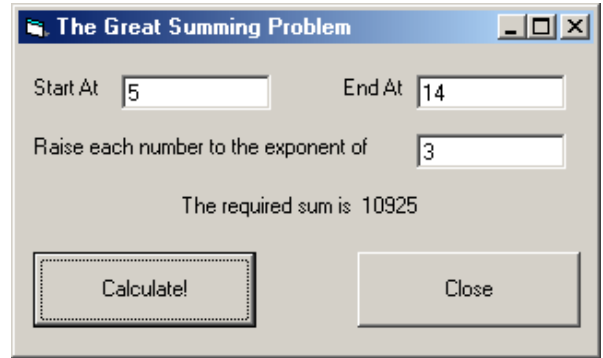 The Great Summing Problem
Start At 5 End At 14
Raise each number to the exponent of 3
The required sum is 10925
Calculate! Close